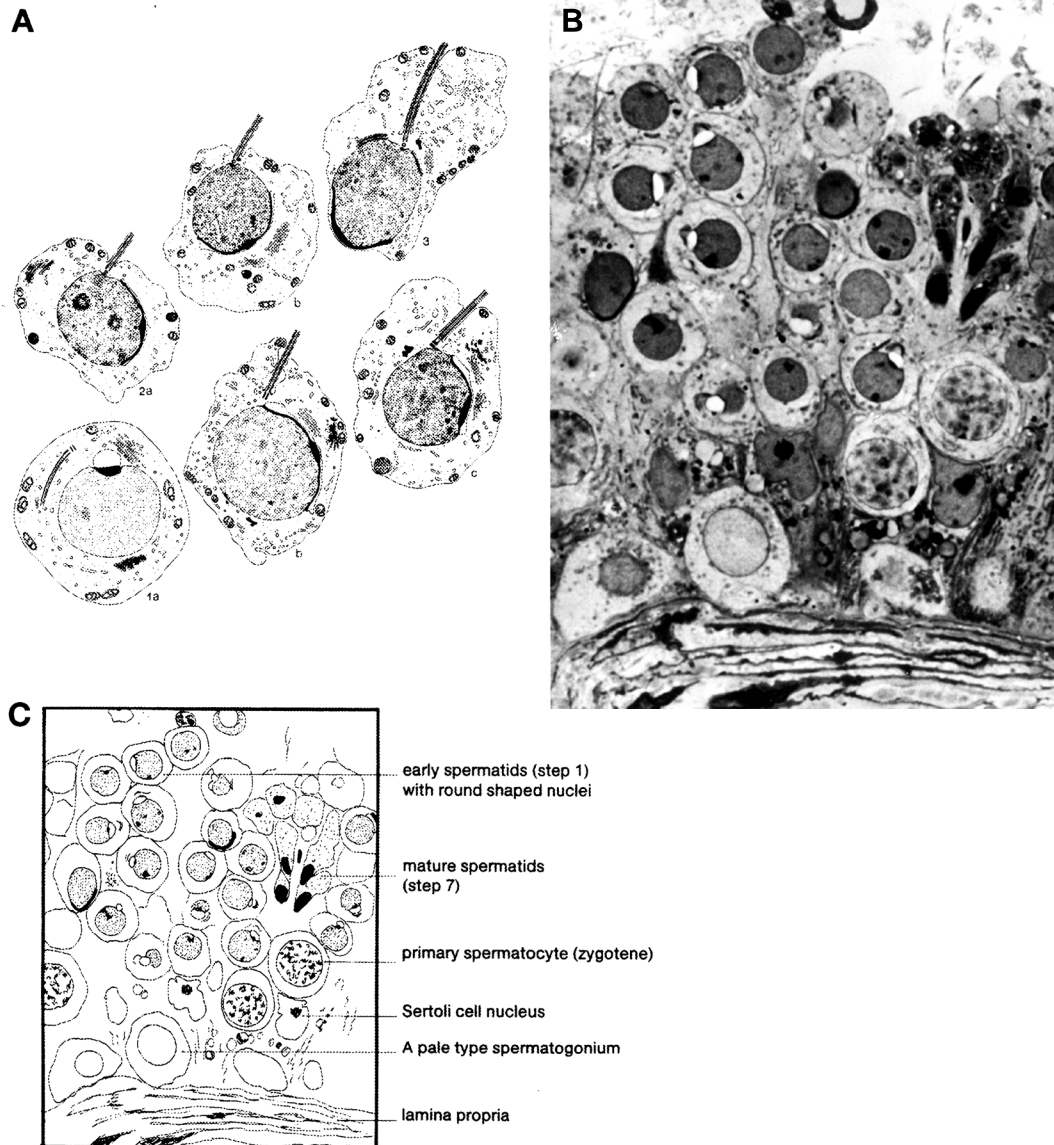 A
B
3
b
2a
c
b
1a
C
early spermatids (step 1)
with round shaped nuclei
mature spermatids
(step 7)
primary spermatocyte (zygotene)
Sertoli cell nucleus
A pale type spermatogonium
lamina propria